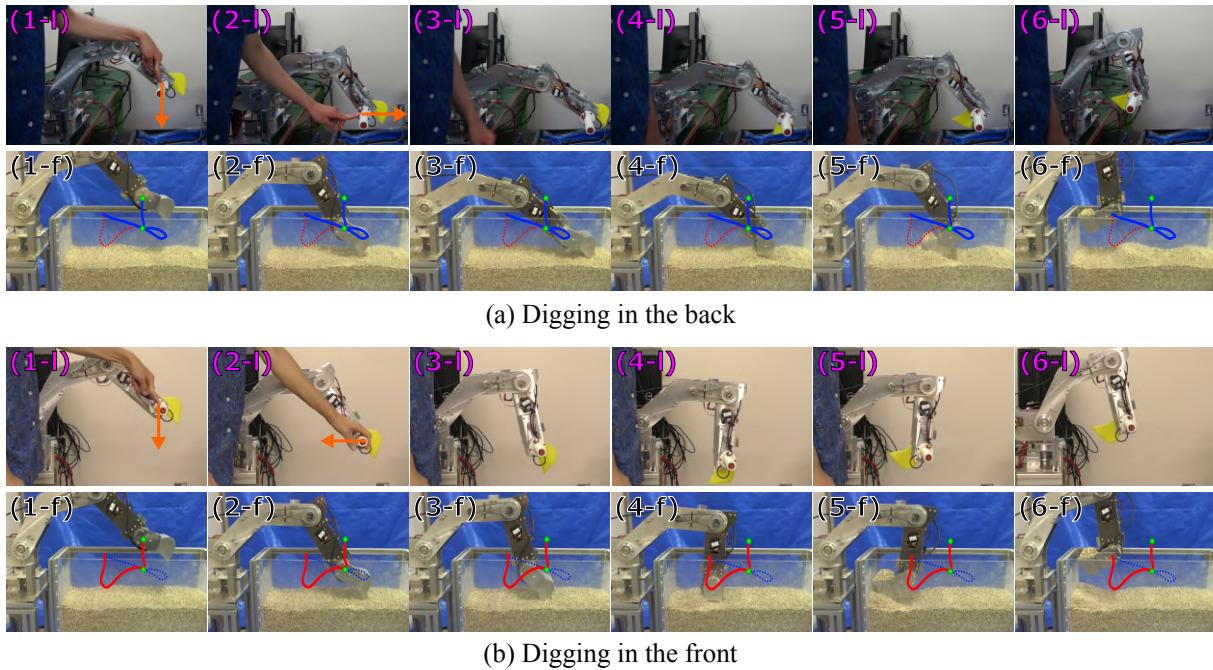 (1-l) (2-l) (3-l) (4-l) (5-l) (6-l)
(1-f) (2-f) (3-f) (4-f) (5-f) (6-f)
(a) Digging in the back
(1-l) (2-l) (3-l) (4-l) (5-l) (6-l)
(1-f) (2-f) (3-f) (4-f) (5-f) (6-f)
(b) Digging in the front